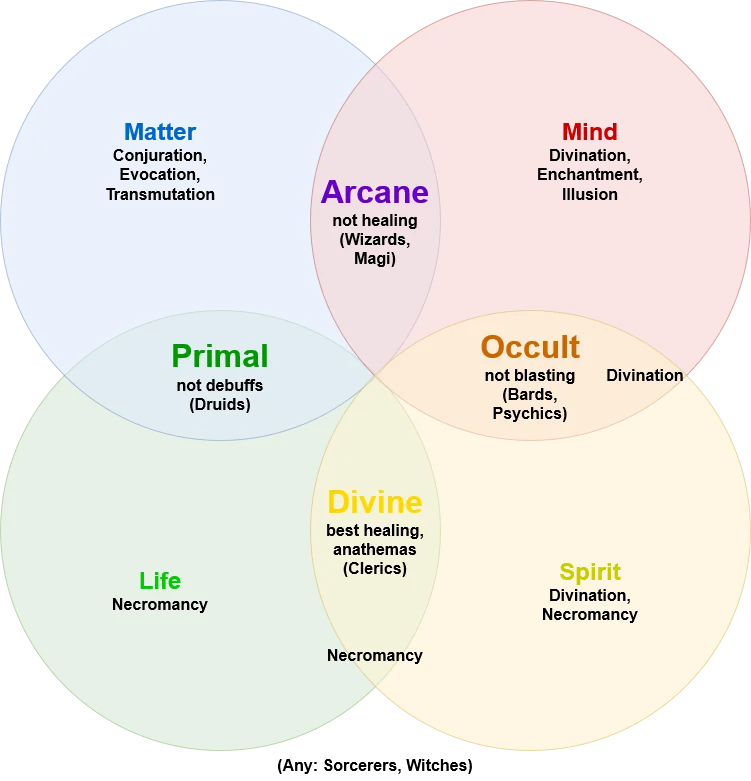 Matter
Conjuration,
Evocation,
Transmutation
Mind
Divination,
Enchantment,
Illusion
Arcane
not healing
(Wizards,
Magi)
Primal
not debuffs
(Druids)
Occult
not blasting
(Bards,
Psychics)
Divination
Divine
best healing,
anathemas
(Clerics)
Life
Necromancy
Spirit
Divination,
Necromancy
Necromancy
(Any: Sorcerers, Witches)